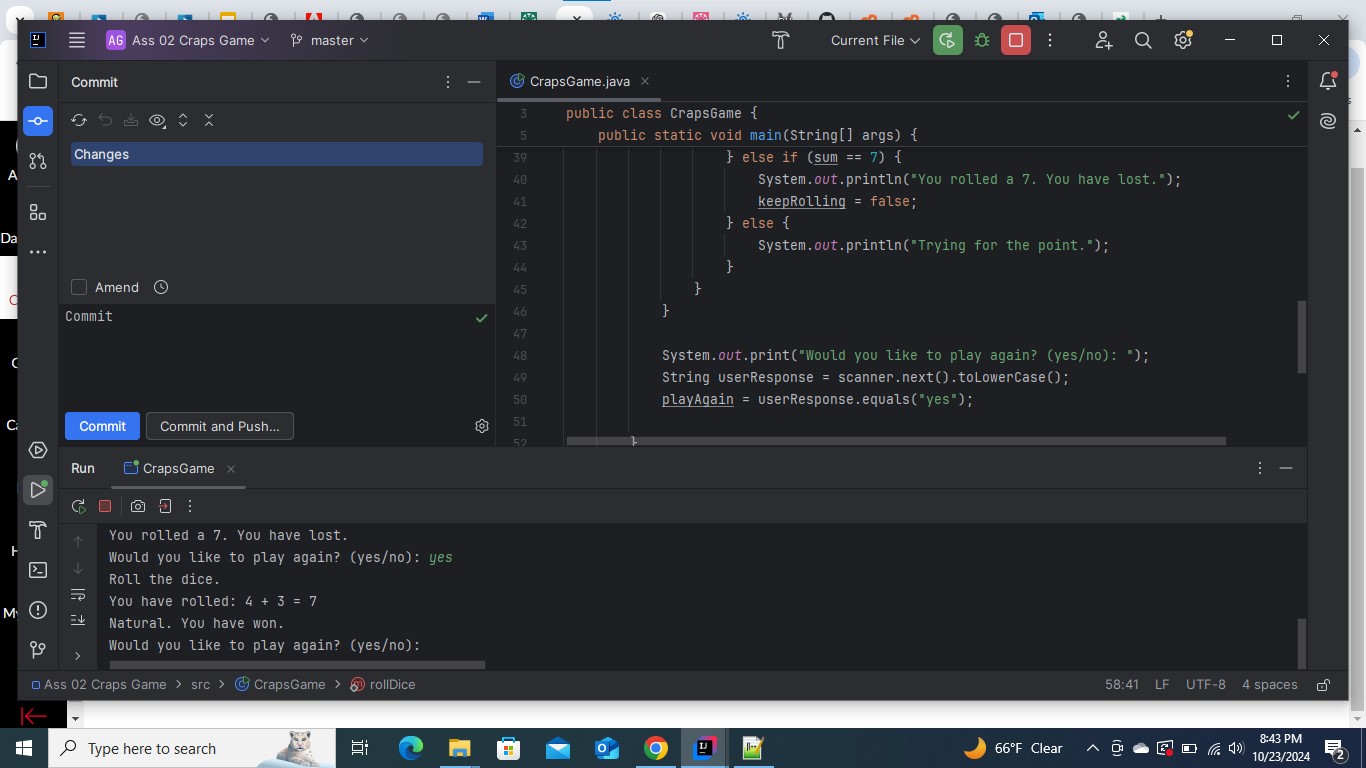 AG Ass 02 Craps Game master Current File
Commit
CrapsGame.java
Changes
Amend
Commit
Commit Commit and Push...
3 public class CrapsGame {
5 public static void main(String[] args) {
39 } else if (sum == 7) {
40 System.out.println("You rolled a 7. You have lost.");
41 keepRolling = false;
42 } else {
43 System.out.println("Trying for the point.");
44 }
45 }
46 }
47
48 System.out.print("Would you like to play again? (yes/no): ");
49 String userResponse = scanner.next().toLowerCase();
50 playAgain = userResponse.equals("yes");
51
52 }
Run CrapsGame
You rolled a 7. You have lost.
Would you like to play again? (yes/no): yes
Roll the dice.
You have rolled: 4 + 3 = 7
Natural. You have won.
Would you like to play again? (yes/no):
Ass 02 Craps Game > src > CrapsGame > rollDice 58:41 LF UTF-8 4 spaces
Type here to search 66°F Clear 8:43 PM
10/23/2024 2